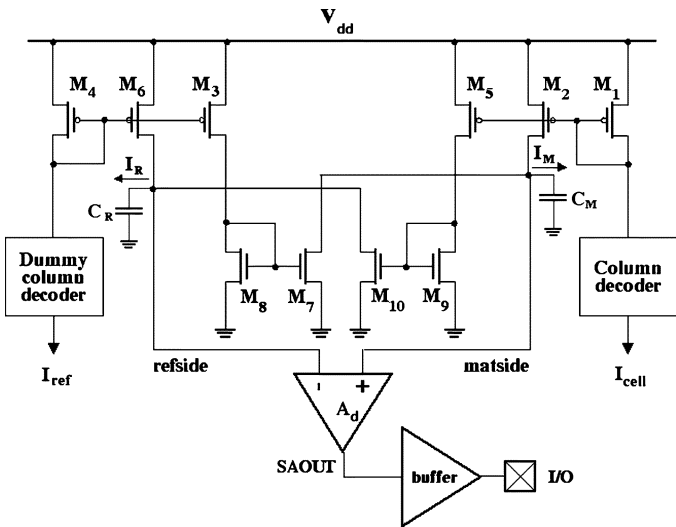 V_dd
M_4 M_6 M_3 M_5 M_2 M_1
I_R I_M
C_R C_M
Dummy
column
decoder
Column
decoder
M_8 M_7 M_10 M_9
I_ref refside matside I_cell
- +
A_d
SAOUT
buffer I/O